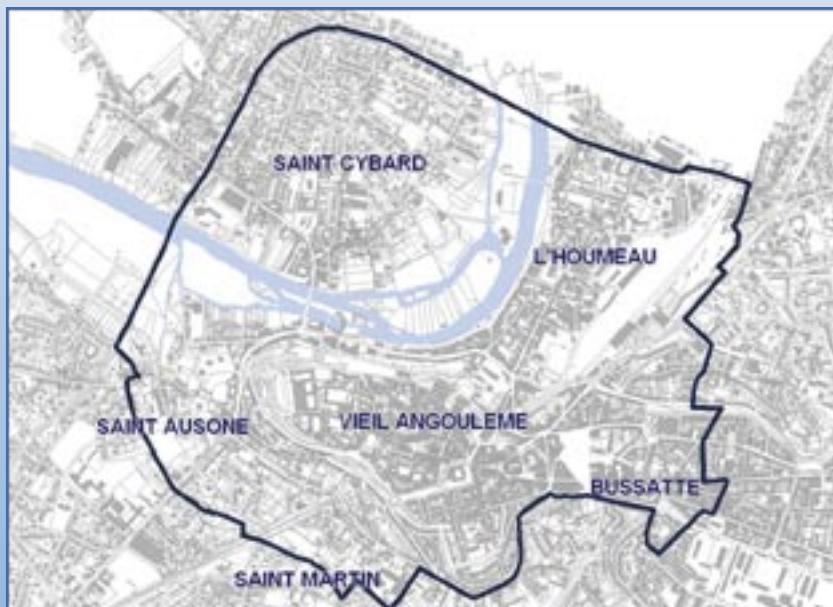 SAINT CYBARD
L'HOUMEAU
SAINT AUSONE
VIEIL ANGOULEME
BUSSATTE
SAINT MARTIN